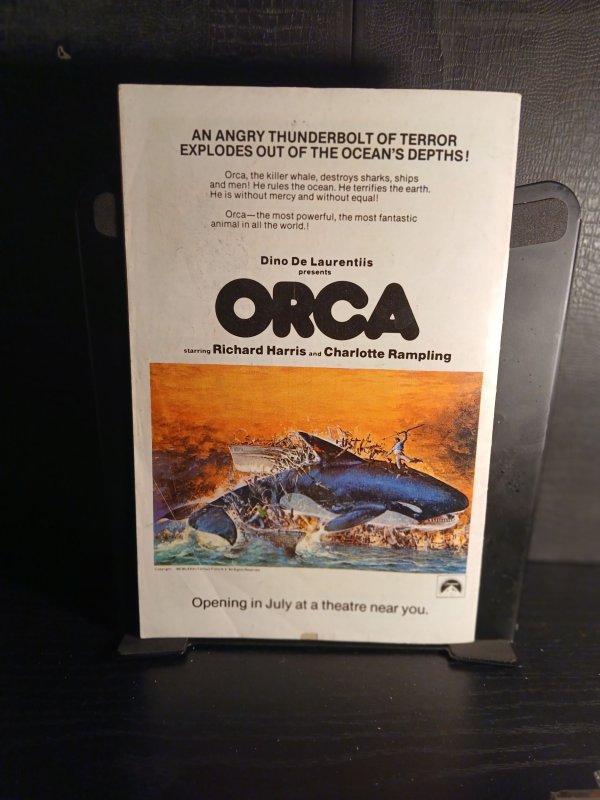 AN ANGRY THUNDERBOLT OF TERROR
EXPLODES OUT OF THE OCEAN'S DEPTHS!
Orca, the killer whale, destroys sharks, ships
and men! He rules the ocean. He terrifies the earth.
He is without mercy and without equal!
Orca—the most powerful, the most fantastic
animal in all the world.!
Dino De Laurentiis
presents
ORCA
starring Richard Harris and Charlotte Rampling
Opening in July at a theatre near you.